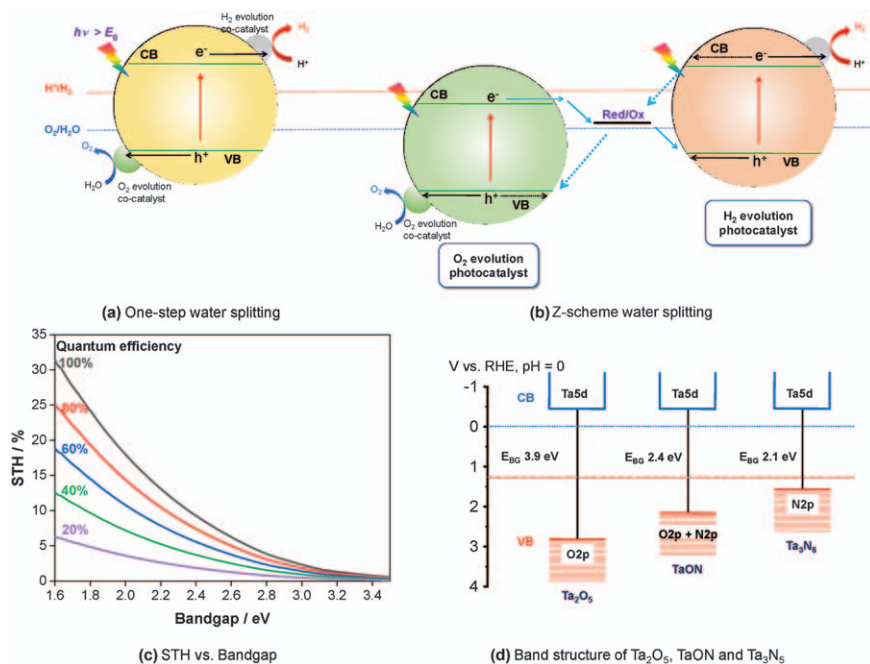 hν > Eg
H₂ evolution
co-catalyst
H₂
H⁺
CB
e⁻
H⁺/H₂
O₂/H₂O
O₂
H₂O
h⁺
VB
O₂ evolution
co-catalyst
CB
e⁻
Red/Ox
h⁺
VB
O₂
H₂O
O₂ evolution
co-catalyst
O₂ evolution
photocatalyst
CB
e⁻
H₂
H⁺
h⁺
VB
H₂ evolution
photocatalyst
(a) One-step water splitting
(b) Z-scheme water splitting
Quantum efficiency
100%
80%
60%
40%
20%
STH / %
35
30
25
20
15
10
5
0
1.6 1.8 2.0 2.2 2.4 2.6 2.8 3.0 3.2 3.4
Bandgap / eV
(c) STH vs. Bandgap
V vs. RHE, pH = 0
-1
0
1
2
3
4
CB
VB
Ta5d
Ta5d
Ta5d
E_BG 3.9 eV
E_BG 2.4 eV
E_BG 2.1 eV
O2p
O2p + N2p
N2p
Ta₂O₅
TaON
Ta₃N₅
(d) Band structure of Ta₂O₅, TaON and Ta₃N₅